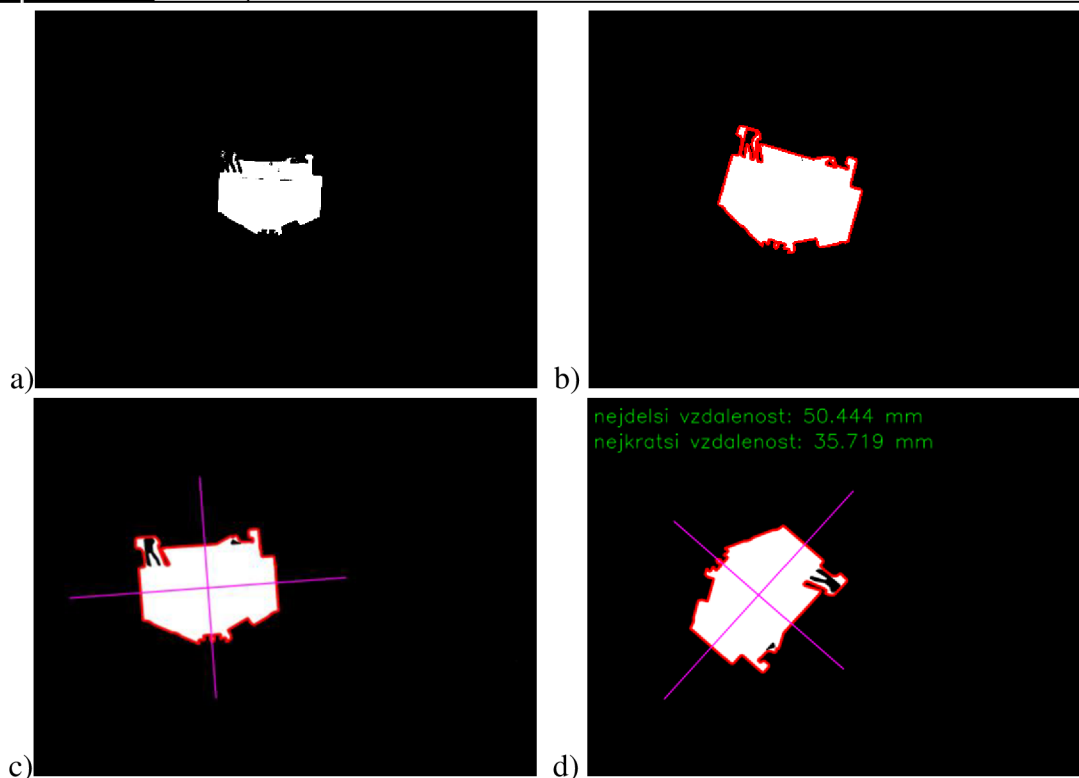 a)
b)
nejdelsi vzdalenost: 50.444 mm
nejkratsi vzdalenost: 35.719 mm
c)
d)